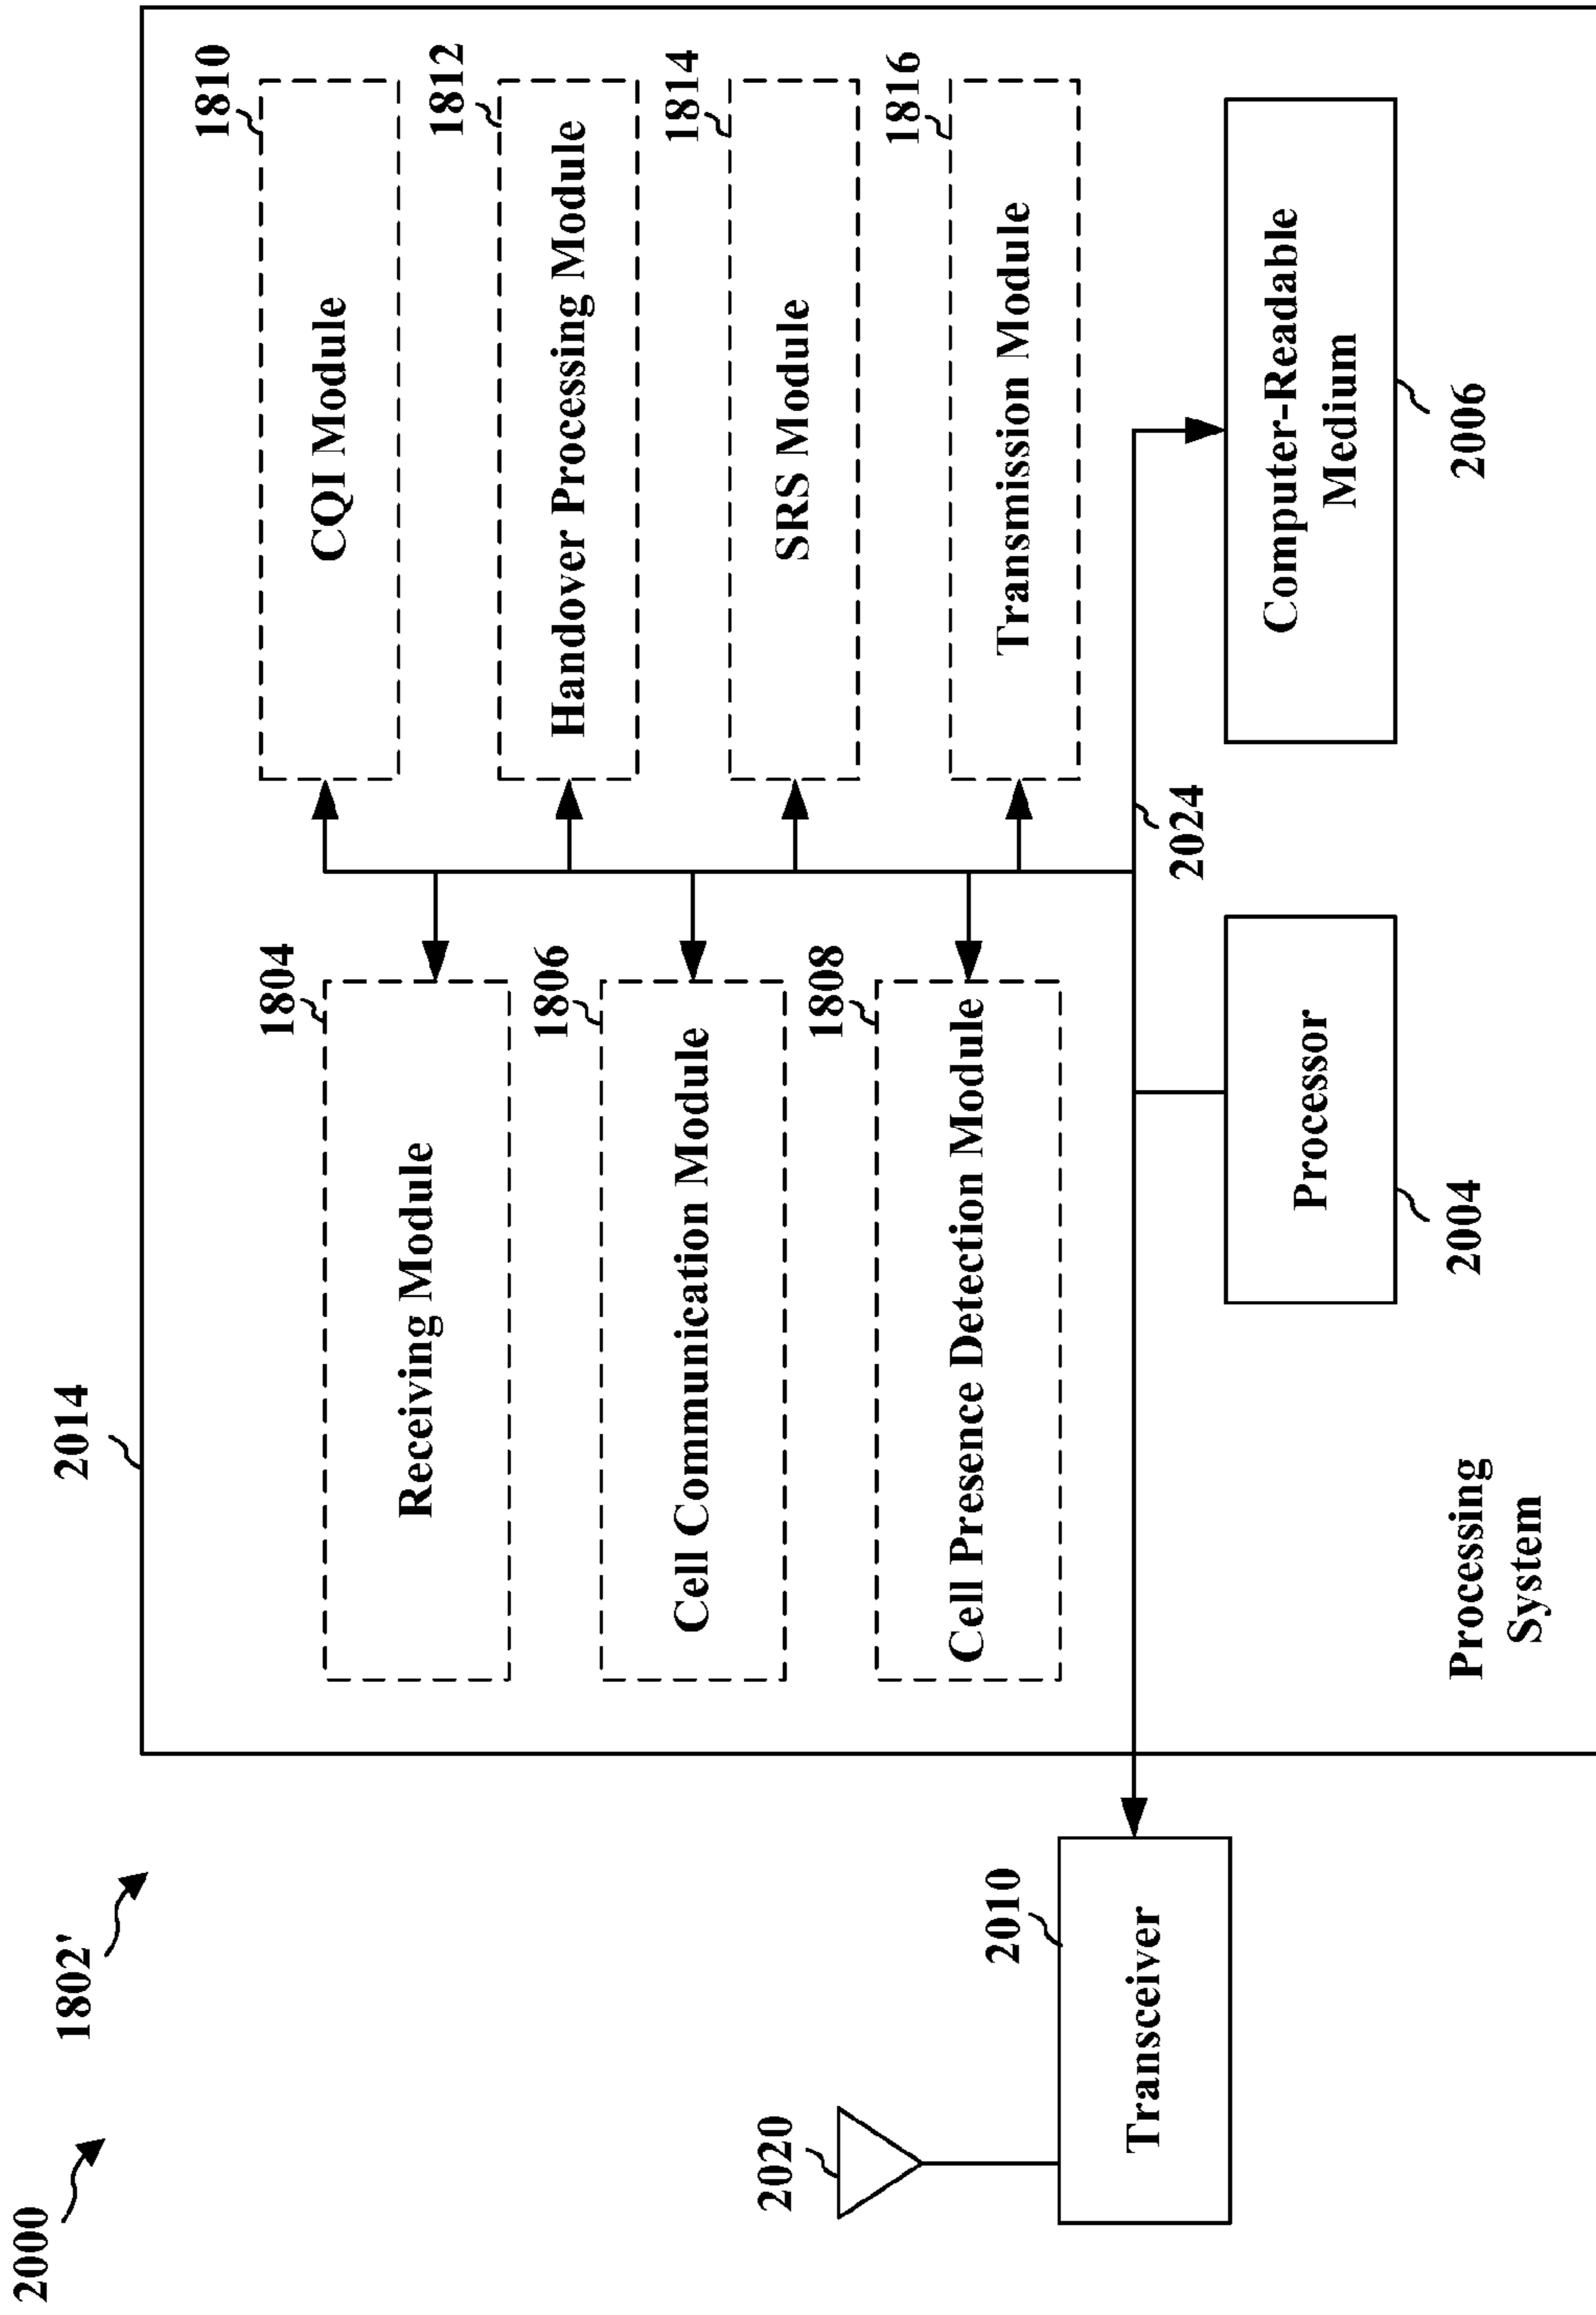 2000
1802'
2014
1804
Receiving Module
1806
Cell Communication Module
1808
Cell Presence Detection Module
1810
CQI Module
1812
Handover Processing Module
1814
SRS Module
1816
Transmission Module
2020
2010
Transceiver
2024
Processor
2004
Computer-Readable
Medium
2006
Processing
System